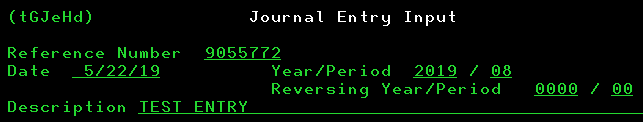 (tGJeHd) Journal Entry Input
Reference Number 9055772
Date 5/22/19 Year/Period 2019 / 08
Reversing Year/Period 0000 / 00
Description TEST ENTRY